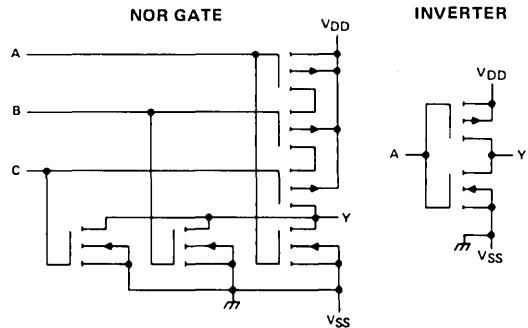 NOR GATE
INVERTER
VDD
A
B
C
Y
VSS
VDD
A
Y
VSS